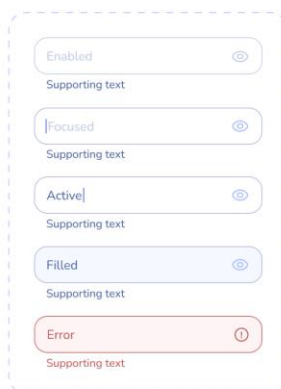 Enabled
Supporting text
Focused
Supporting text
Active
Supporting text
Filled
Supporting text
Error
Supporting text